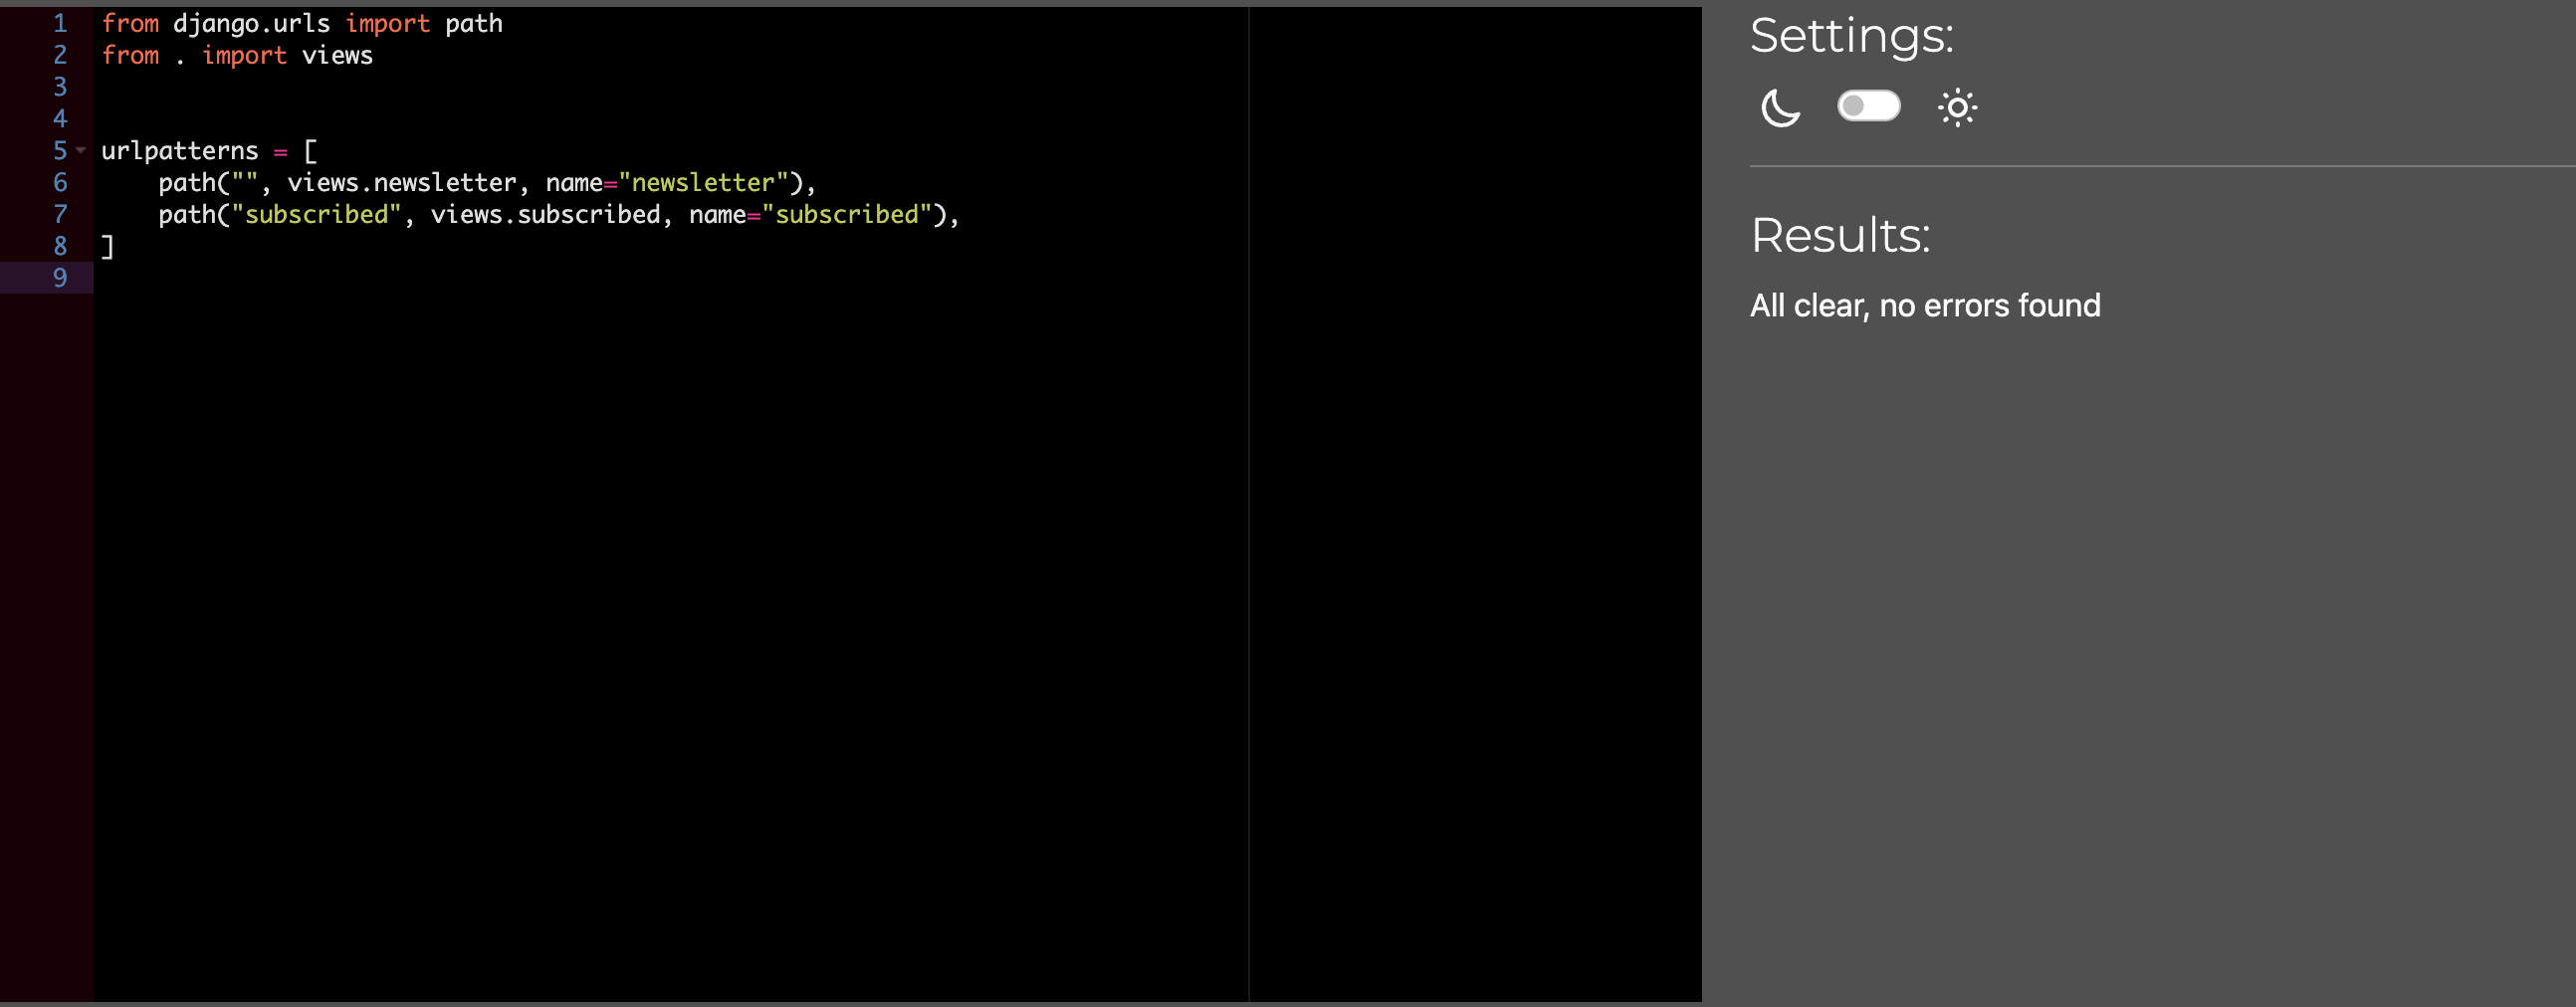 1 from django.urls import path
2 from . import views
3
4
5 urlpatterns = [
6     path("", views.newsletter, name="newsletter"),
7     path("subscribed", views.subscribed, name="subscribed"),
8 ]
9
Settings:
Results:
All clear, no errors found